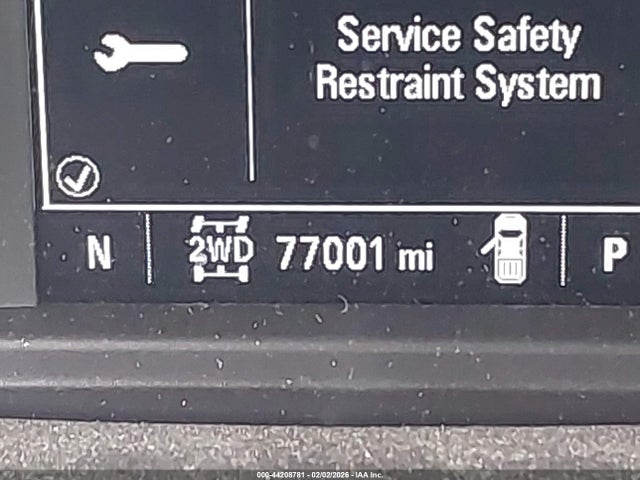 Service Safety
Restraint System
N 2WD 77001 mi P
000-44208781 - 02/02/2026 - IAA Inc.